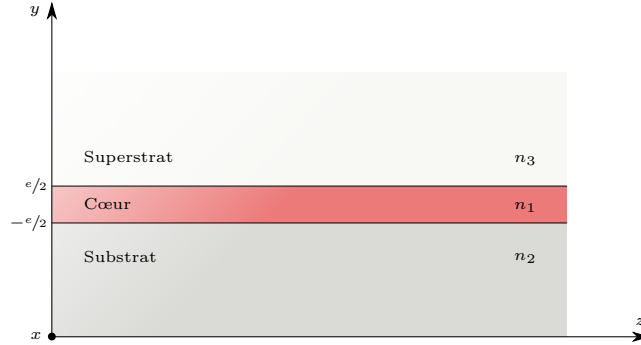 y
Superstrat n₃
e/2
Cœur n₁
−e/2
Substrat n₂
z
x